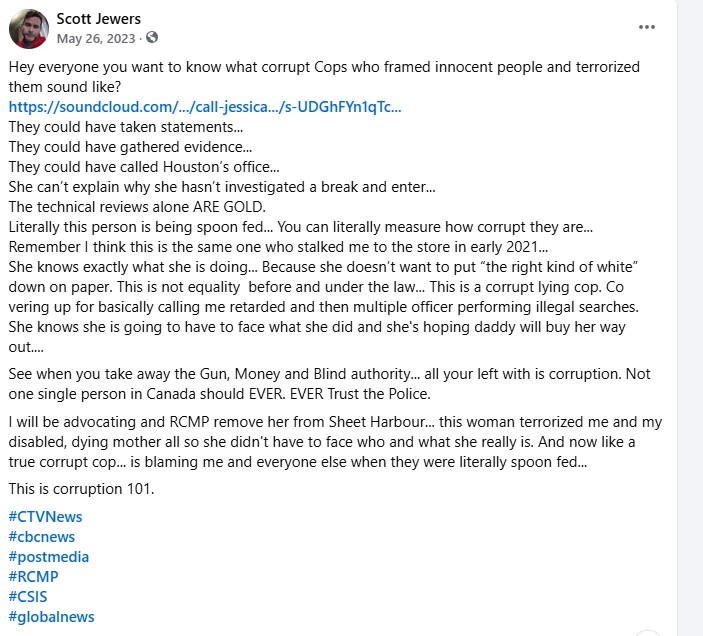 Scott Jewers
May 26, 2023 ·
Hey everyone you want to know what corrupt Cops who framed innocent people and terrorized
them sound like?
https://soundcloud.com/.../call-jessica.../s-UDGhFYn1qTc...
They could have taken statements...
They could have gathered evidence...
They could have called Houston's office...
She can't explain why she hasn't investigated a break and enter...
The technical reviews alone ARE GOLD.
Literally this person is being spoon fed... You can literally measure how corrupt they are...
Remember I think this is the same one who stalked me to the store in early 2021...
She knows exactly what she is doing... Because she doesn't want to put “the right kind of white”
down on paper. This is not equality  before and under the law... This is a corrupt lying cop. Co
vering up for basically calling me retarded and then multiple officer performing illegal searches.
She knows she is going to have to face what she did and she's hoping daddy will buy her way
out....
See when you take away the Gun, Money and Blind authority... all your left with is corruption. Not
one single person in Canada should EVER. EVER Trust the Police.
I will be advocating and RCMP remove her from Sheet Harbour... this woman terrorized me and my
disabled, dying mother all so she didn't have to face who and what she really is. And now like a
true corrupt cop... is blaming me and everyone else when they were literally spoon fed...
This is corruption 101.
#CTVNews
#cbcnews
#postmedia
#RCMP
#CSIS
#globalnews